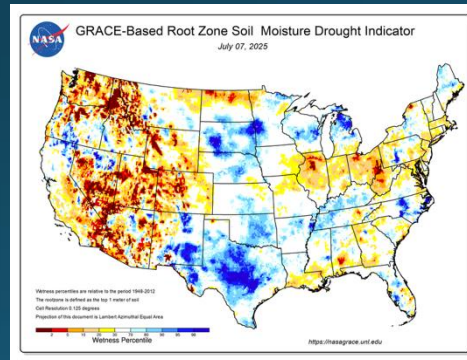 NASA
GRACE-Based Root Zone Soil Moisture Drought Indicator
July 07, 2025
Wetness percentiles are relative to the period 1948-2012
The rootzone is defined as the top 1 meter of soil
Cell Resolution 0.125 degrees
Projection of this document is Lambert Azimuthal Equal Area
Wetness Percentile
https://nasagrace.unl.edu